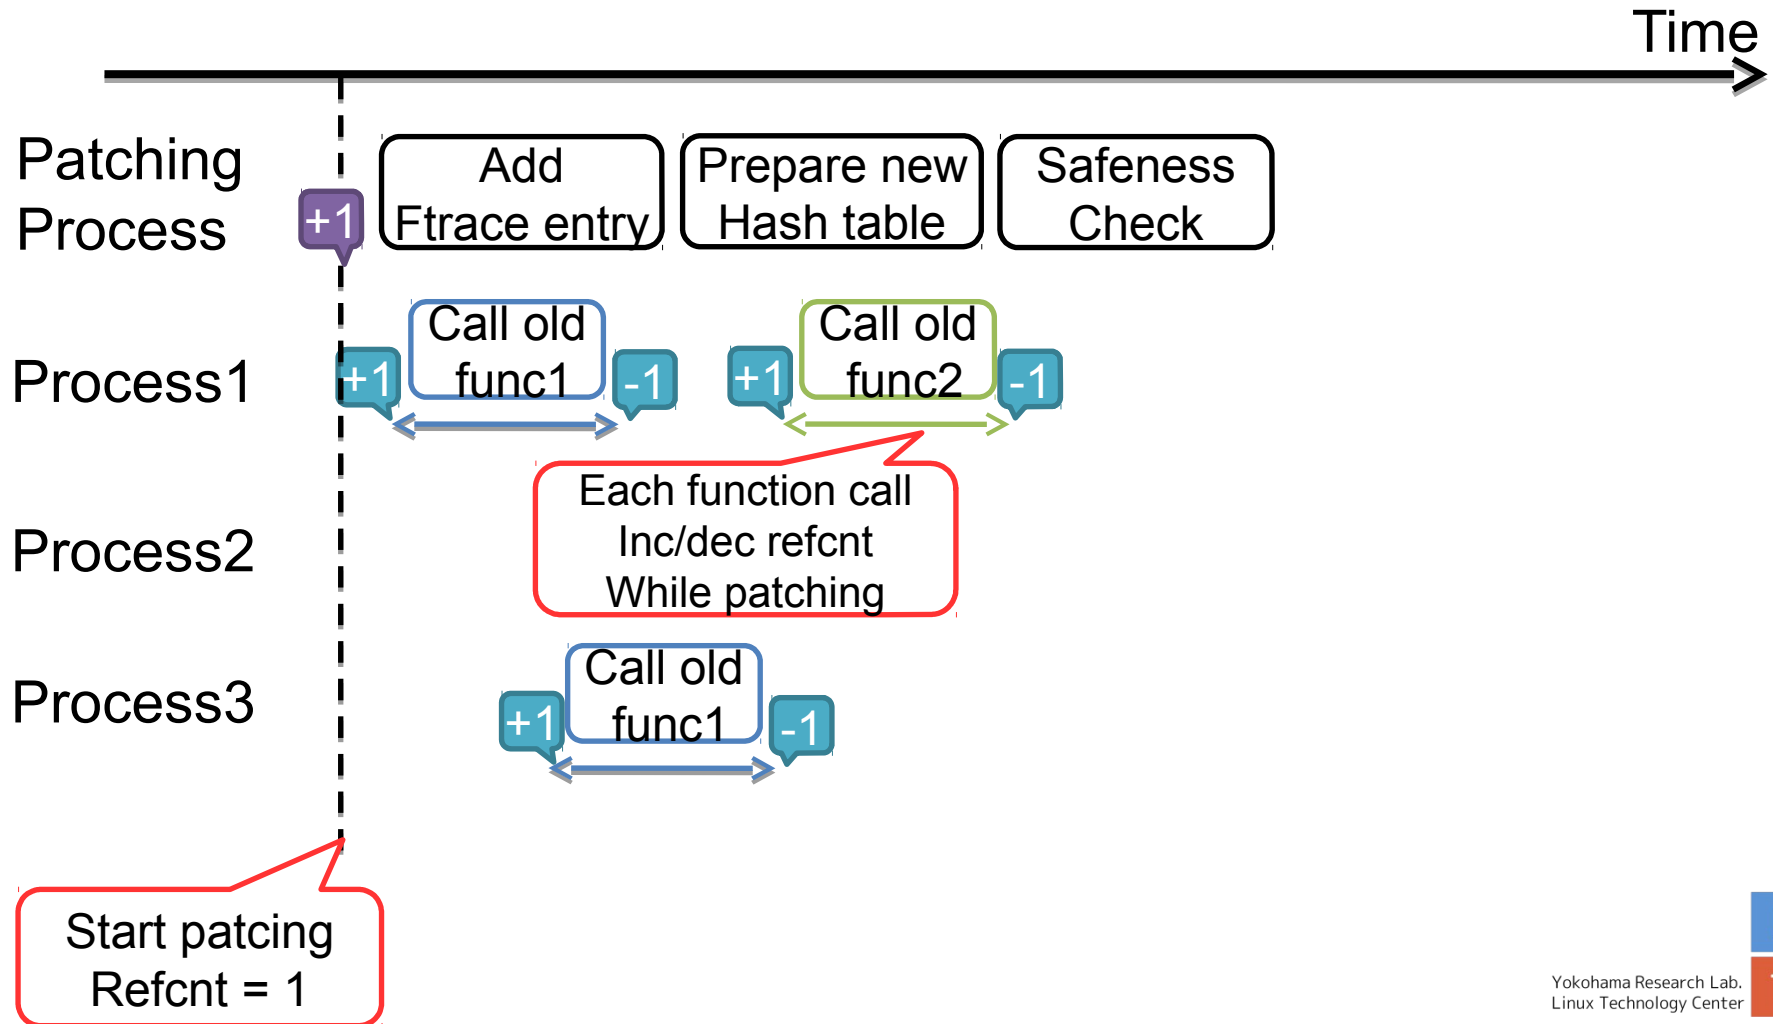 Time
Patching
Process
+1
Add
Ftrace entry
Prepare new
Hash table
Safeness
Check
Process1
+1
Call old
func1
-1
+1
Call old
func2
-1
Each function call
Inc/dec refcnt
While patching
Process2
Process3
+1
Call old
func1
-1
Start patcing
Refcnt = 1
Yokohama Research Lab.
Linux Technology Center